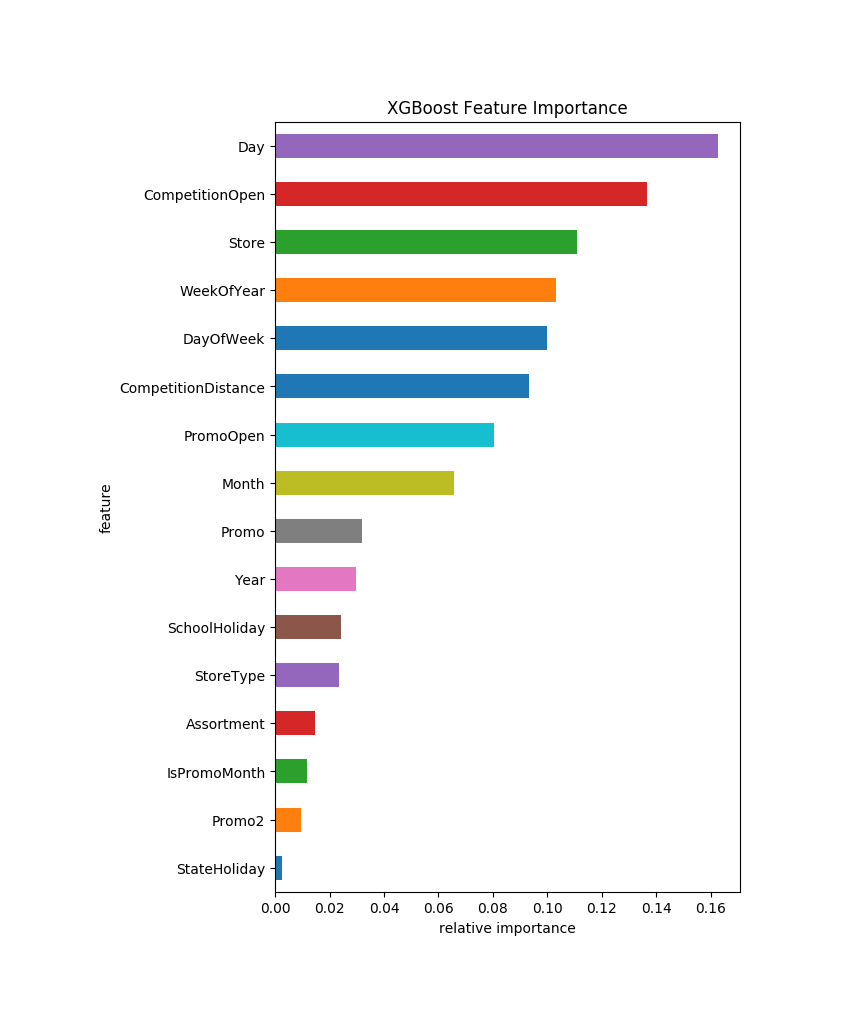 XGBoost Feature Importance
Day
CompetitionOpen
Store
WeekOfYear
DayOfWeek
CompetitionDistance
PromoOpen
Month
Promo
Year
SchoolHoliday
StoreType
Assortment
IsPromoMonth
Promo2
StateHoliday
feature
0.00 0.02 0.04 0.06 0.08 0.10 0.12 0.14 0.16
relative importance